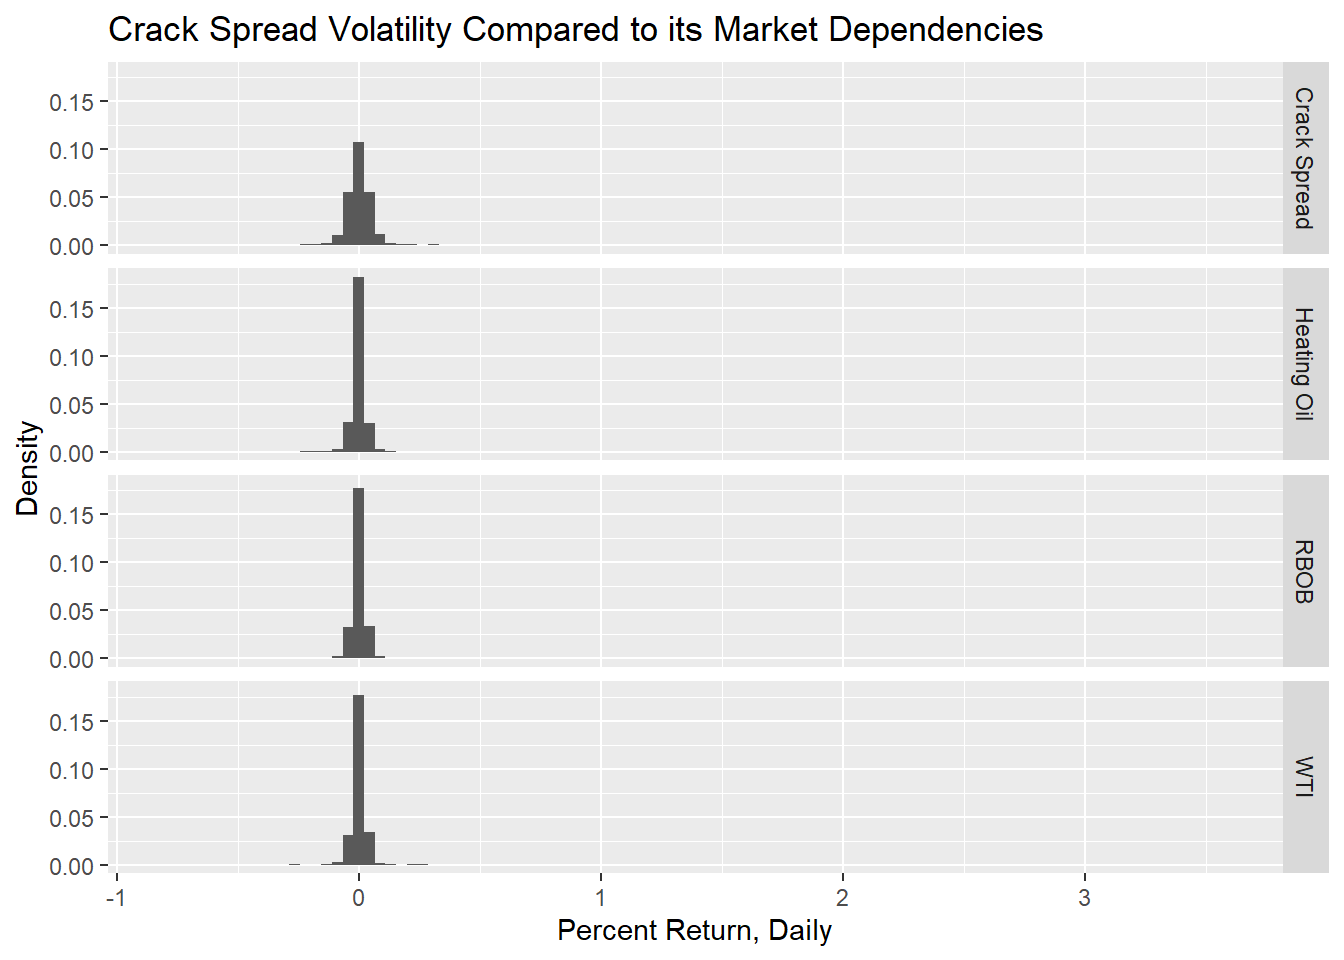 Crack Spread Volatility Compared to its Market Dependencies
Density
0.15
0.10
0.05
0.00
Crack Spread
0.15
0.10
0.05
0.00
Heating Oil
0.15
0.10
0.05
0.00
RBOB
0.15
0.10
0.05
0.00
WTI
-1 0 1 2 3
Percent Return, Daily